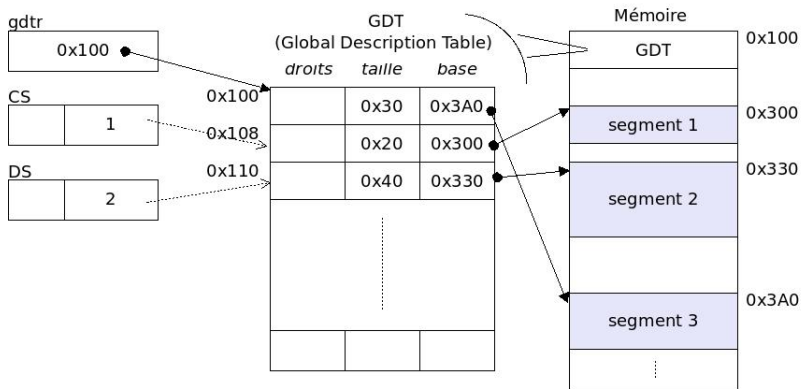 gdtr
0x100
CS
1
DS
2
GDT
(Global Description Table)
droits taille base
0x100
0x30 0x3A0
0x108
0x20 0x300
0x110
0x40 0x330
Mémoire
GDT
0x100
segment 1
0x300
segment 2
0x330
segment 3
0x3A0